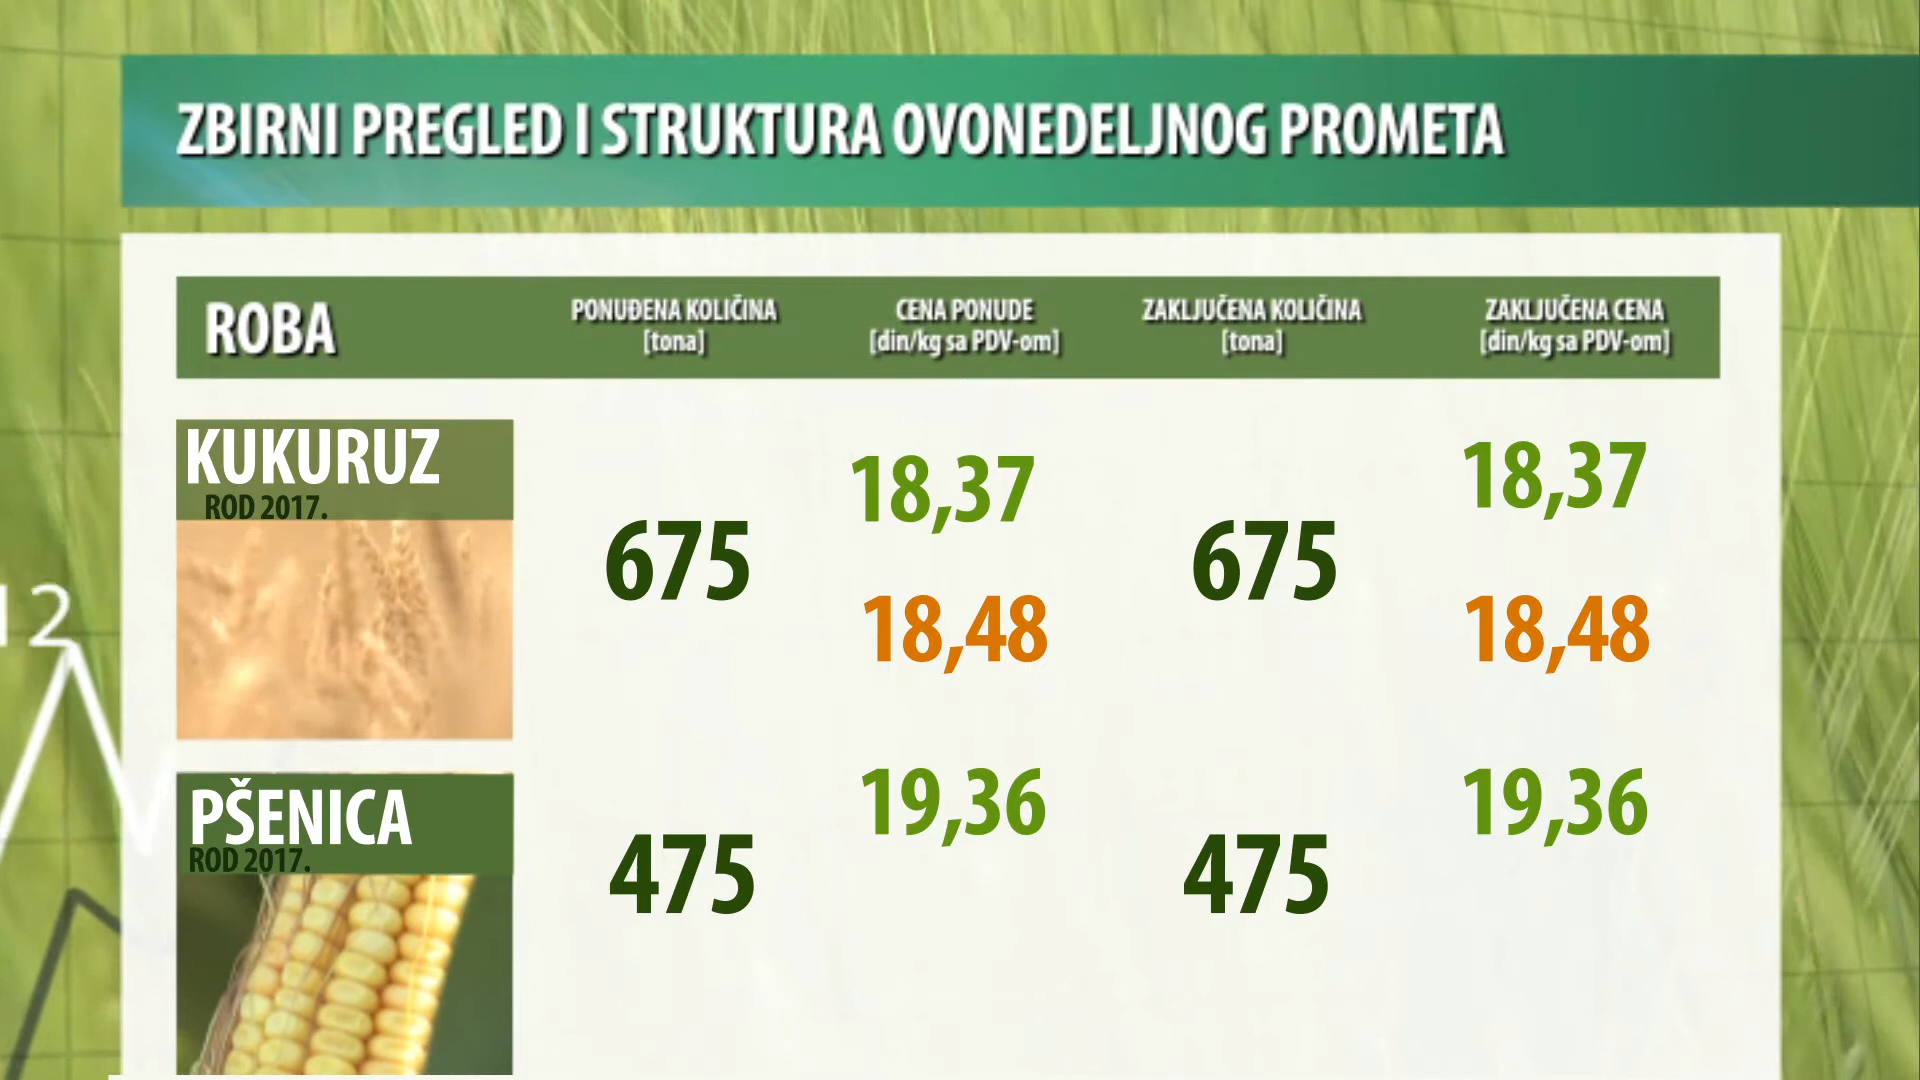 ZBIRNI PREGLED I STRUKTURA OVONEDELJNOG PROMETA
ROBA
PONUĐENA KOLIČINA
[tona]
CENA PONUDE
[din/kg sa PDV-om]
ZAKLJUČENA KOLIČINA
[tona]
ZAKLJUČENA CENA
[din/kg sa PDV-om]
KUKURUZ
ROD 2017.
675
18,37
18,48
675
18,37
18,48
PŠENICA
ROD 2017.
475
19,36
475
19,36
12